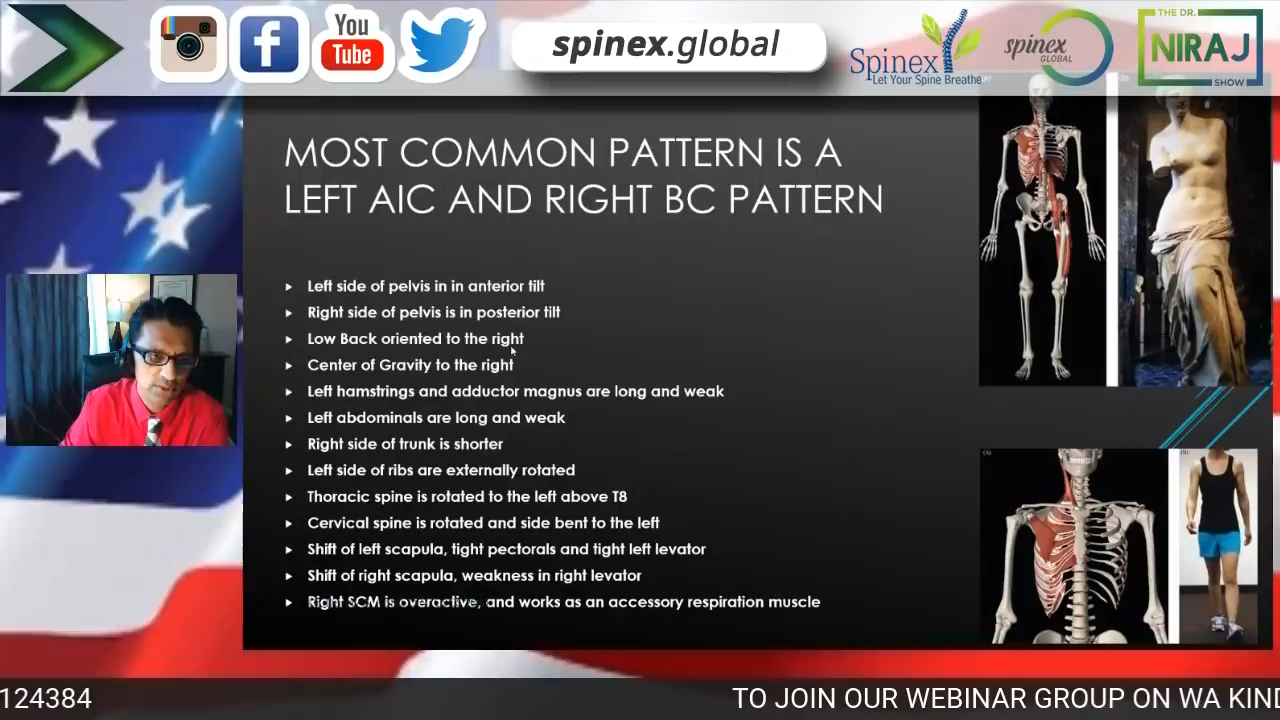 You
Tube
spinex.global
Spinex
Let Your Spine Breathe
spinex
GLOBAL
THE DR.
NIRAJ
SHOW
MOST COMMON PATTERN IS A
LEFT AIC AND RIGHT BC PATTERN
Left side of pelvis in in anterior tilt
Right side of pelvis is in posterior tilt
Low Back oriented to the right
Center of Gravity to the right
Left hamstrings and adductor magnus are long and weak
Left abdominals are long and weak
Right side of trunk is shorter
Left side of ribs are externally rotated
Thoracic spine is rotated to the left above T8
Cervical spine is rotated and side bent to the left
Shift of left scapula, tight pectorals and tight left levator
Shift of right scapula, weakness in right levator
Right SCM is overactive, and works as an accessory respiration muscle
(A)
(B)
124384
TO JOIN OUR WEBINAR GROUP ON WA KIND